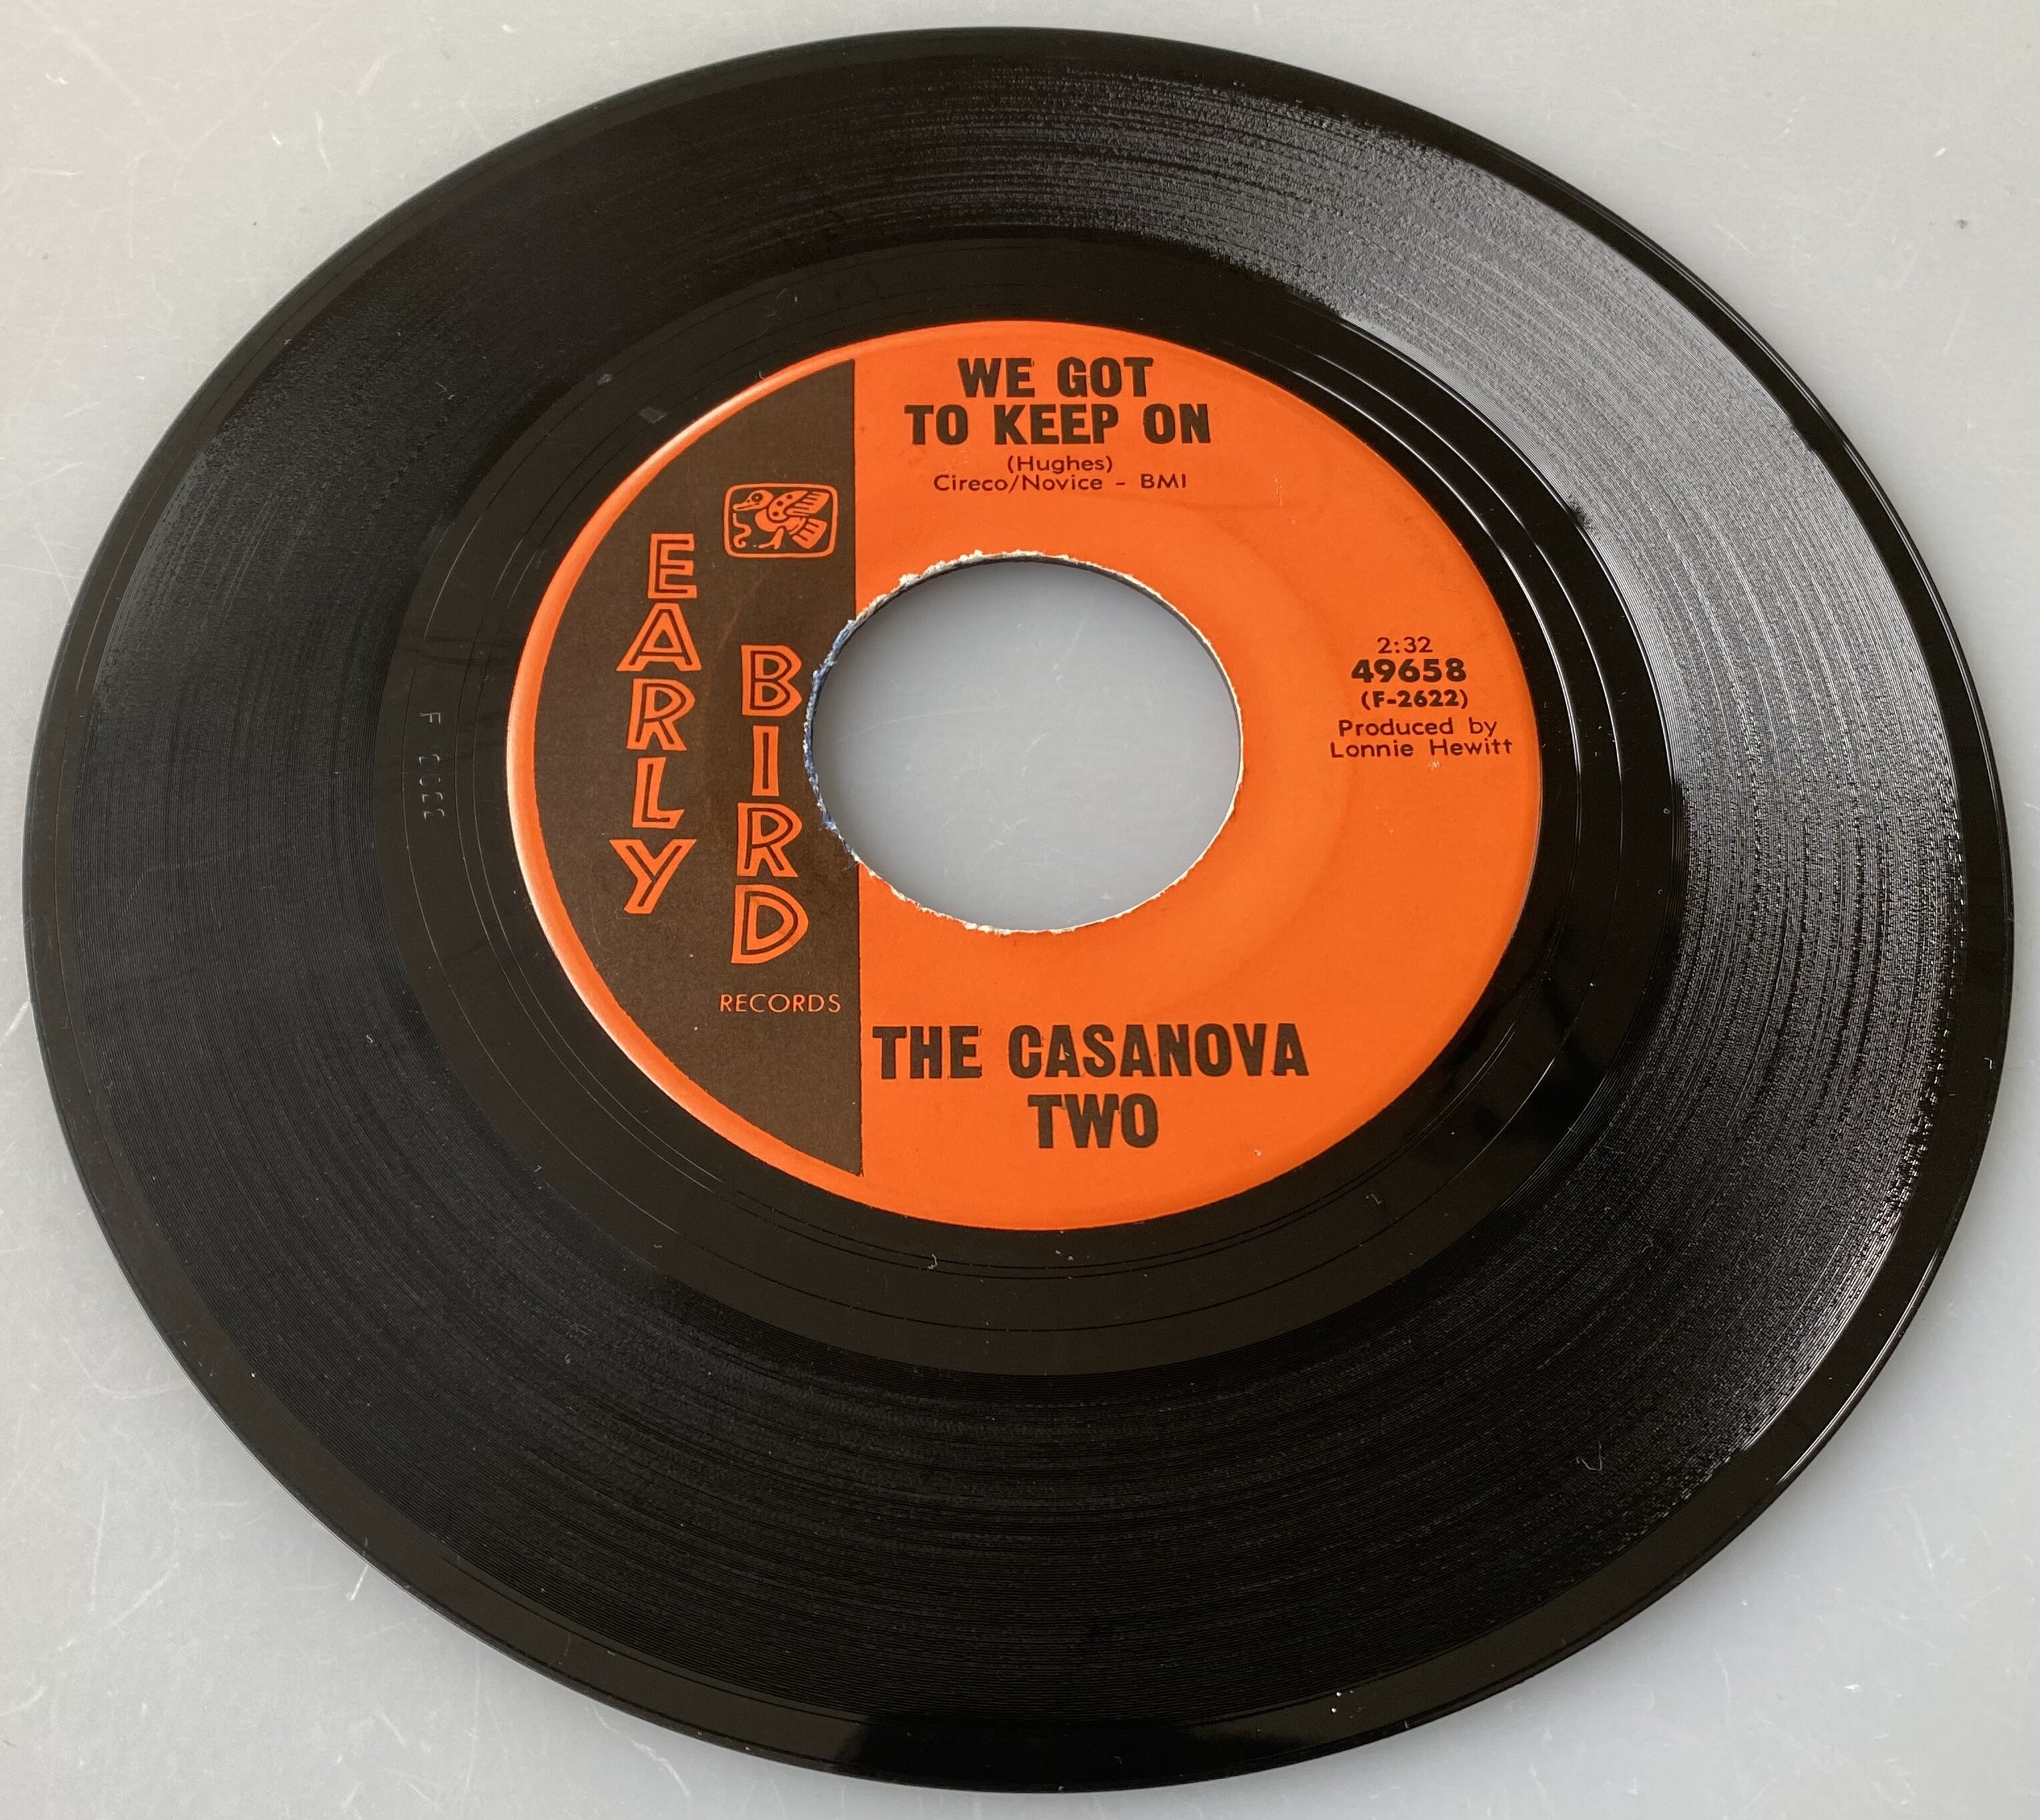 WE GOT
TO KEEP ON
(Hughes)
Cireco/Novice - BMI
EARLY
BIRD
RECORDS
2:32
49658
(F-2622)
Produced by
Lonnie Hewitt
THE CASANOVA
TWO